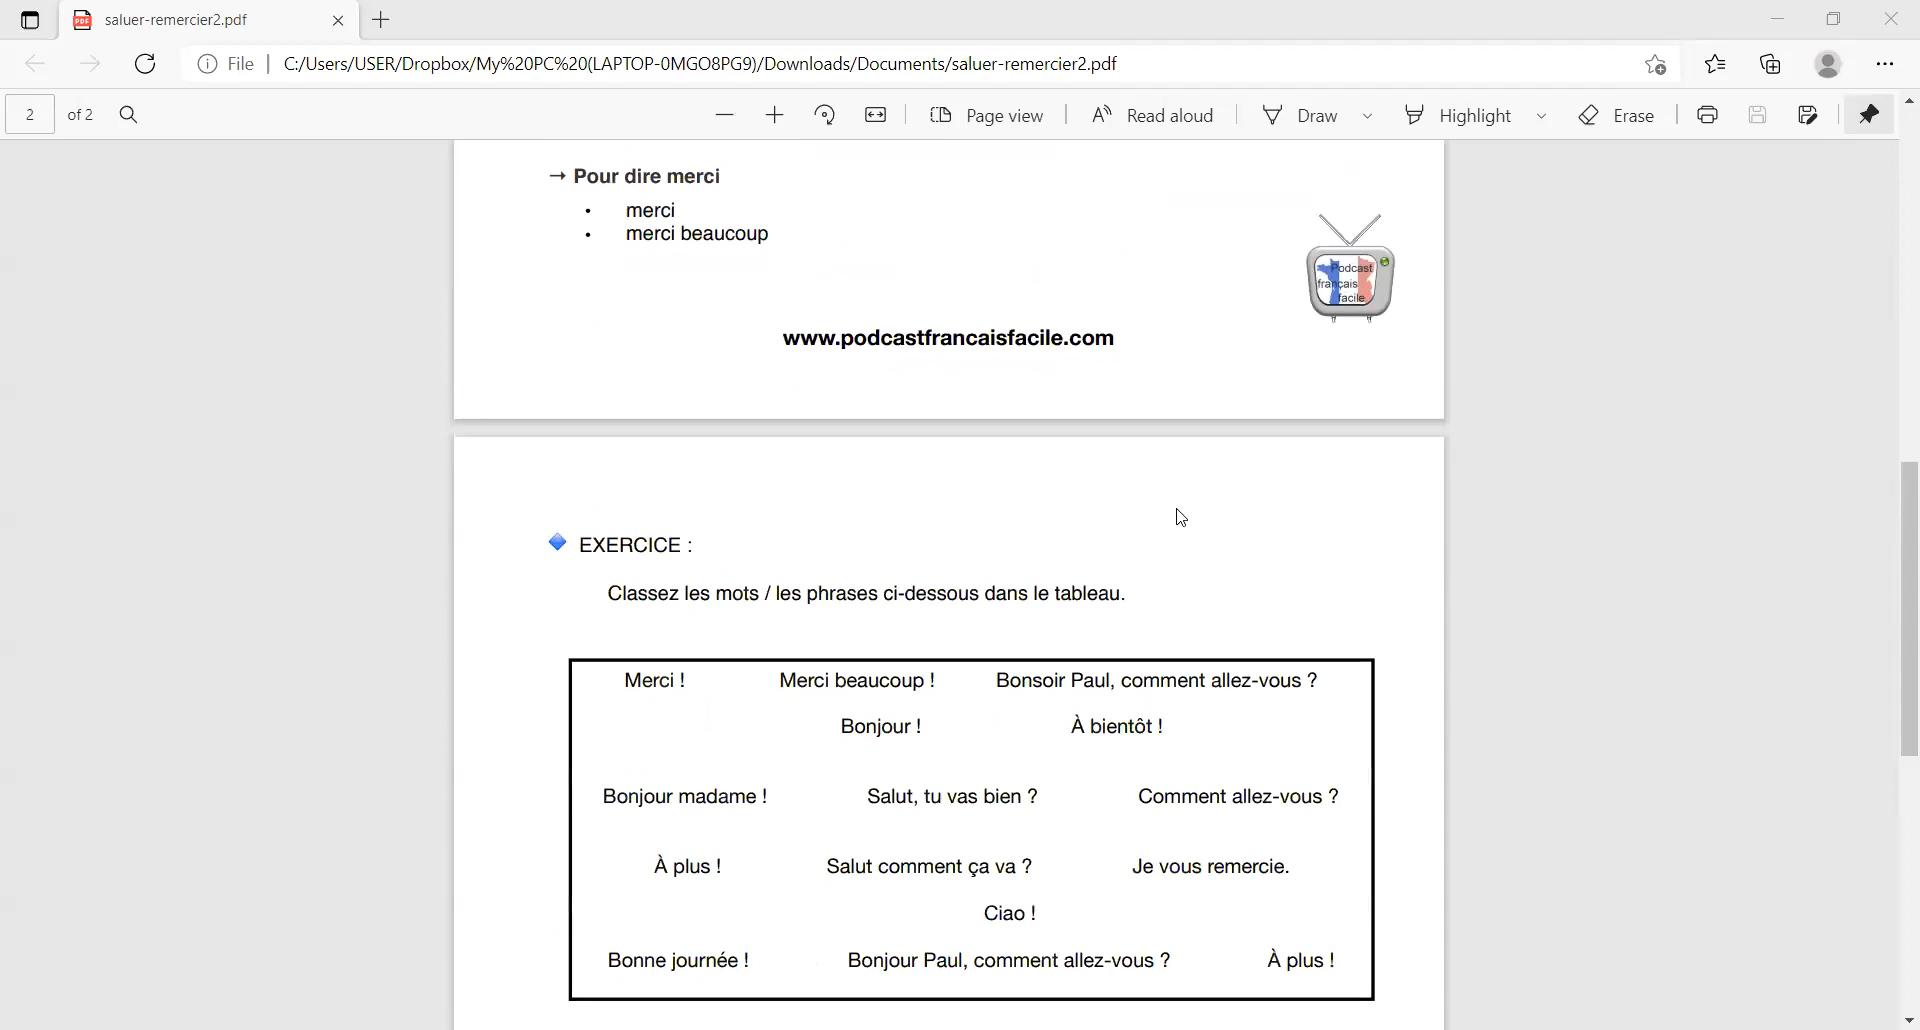 saluer-remercier2.pdf
File C:/Users/USER/Dropbox/My%20PC%20(LAPTOP-0MGO8PG9)/Downloads/Documents/saluer-remercier2.pdf
2 of 2 Page view Read aloud Draw Highlight Erase
→ Pour dire merci
• merci
• merci beaucoup
Podcast
français
facile
www.podcastfrancaisfacile.com
EXERCICE :
Classez les mots / les phrases ci-dessous dans le tableau.
Merci ! Merci beaucoup ! Bonsoir Paul, comment allez-vous ?
Bonjour ! À bientôt !
Bonjour madame ! Salut, tu vas bien ? Comment allez-vous ?
À plus ! Salut comment ça va ? Je vous remercie.
Ciao !
Bonne journée ! Bonjour Paul, comment allez-vous ? À plus !